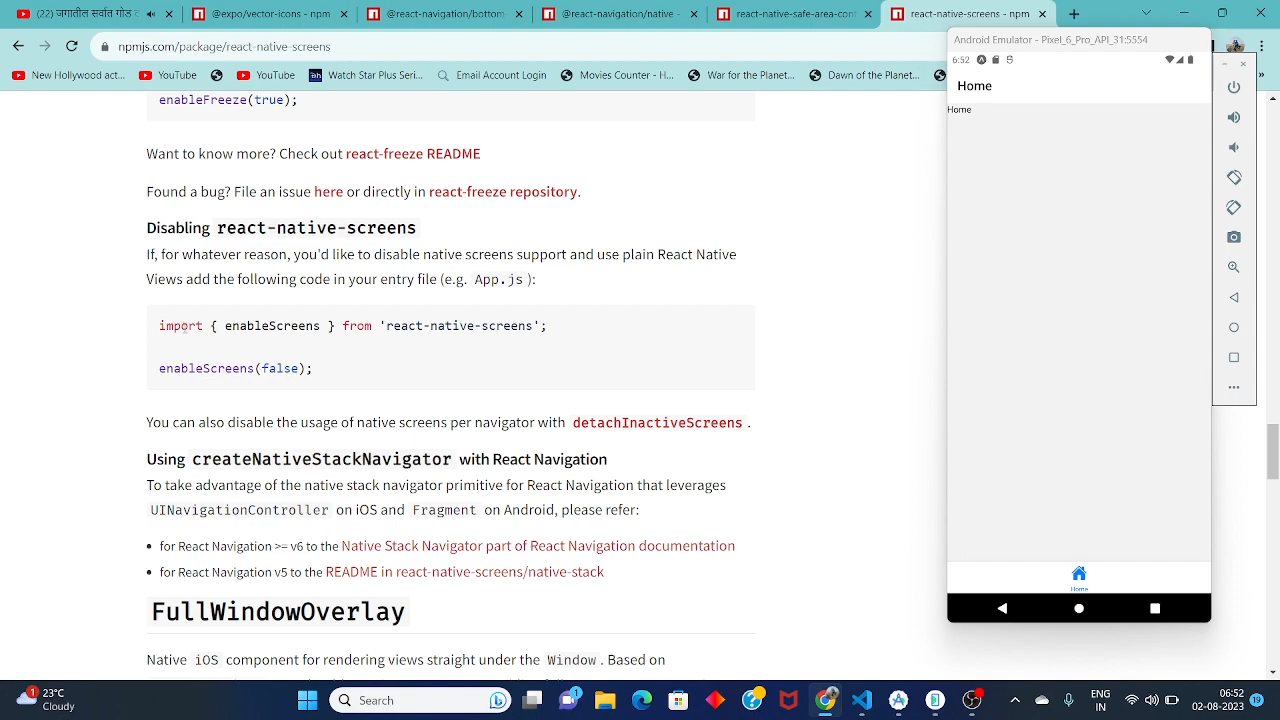 (22) जामताड़ा वाली
@expo/vector-icons - npm
@react-navigation/bottom-
@react-navigation/native -
react-native-safe-area-cont
react-native-screens - npm
npmjs.com/package/react-native-screens
New Hollywood act...
YouTube
YouTube
hh
Watch Star Plus Seri...
Email Account Login
Movies Counter - H...
War for the Planet...
Dawn of the Planet...
enableFreeze(true);
Want to know more? Check out react-freeze README
Found a bug? File an issue here or directly in react-freeze repository.
Disabling react-native-screens
If, for whatever reason, you'd like to disable native screens support and use plain React Native
Views add the following code in your entry file (e.g. App.js ):
import { enableScreens } from 'react-native-screens';
enableScreens(false);
You can also disable the usage of native screens per navigator with detachInactiveScreens .
Using createNativeStackNavigator with React Navigation
To take advantage of the native stack navigator primitive for React Navigation that leverages
UINavigationController on iOS and Fragment on Android, please refer:
• for React Navigation >= v6 to the Native Stack Navigator part of React Navigation documentation
• for React Navigation v5 to the README in react-native-screens/native-stack
FullWindowOverlay
Native iOS component for rendering views straight under the Window. Based on
Android Emulator - Pixel_6_Pro_API_31:5554
6:52
Home
Home
Home
1
23°C
Cloudy
Search
1
ENG
IN
06:52
02-08-2023
19